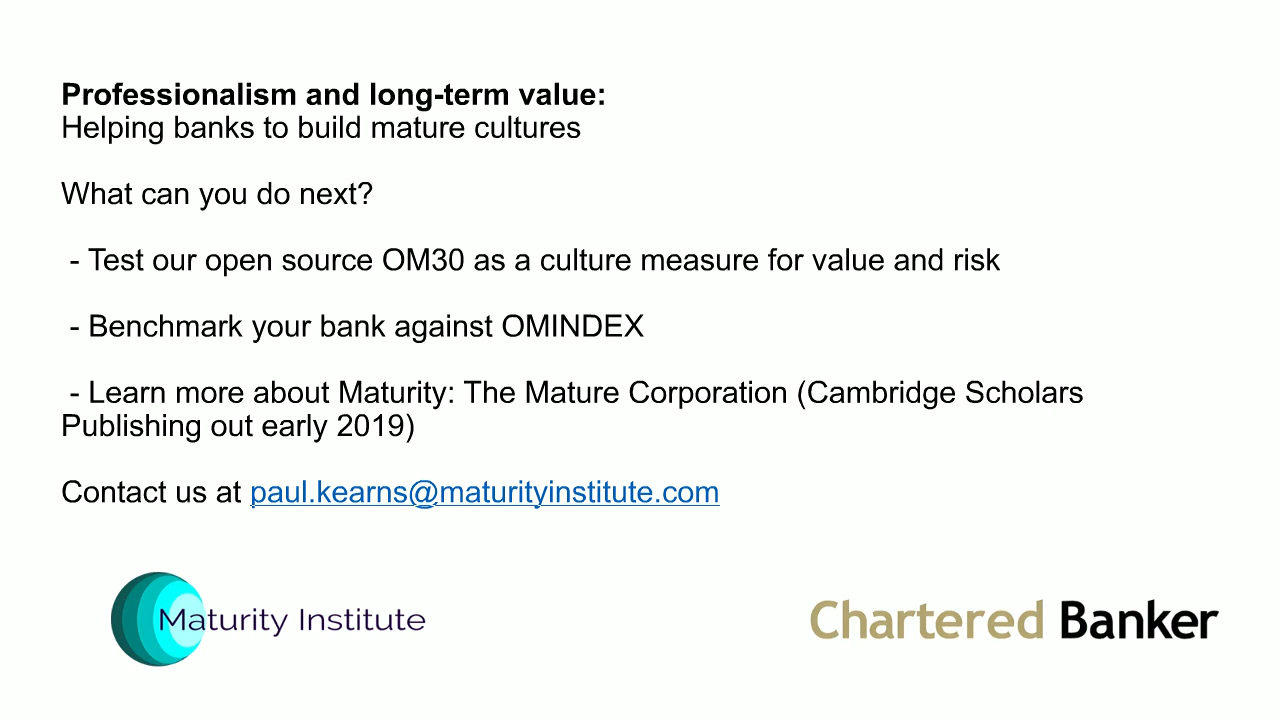 Professionalism and long-term value:
Helping banks to build mature cultures
What can you do next?
- Test our open source OM30 as a culture measure for value and risk
- Benchmark your bank against OMINDEX
- Learn more about Maturity: The Mature Corporation (Cambridge Scholars
Publishing out early 2019)
Contact us at paul.kearns@maturityinstitute.com
Maturity Institute
Chartered Banker